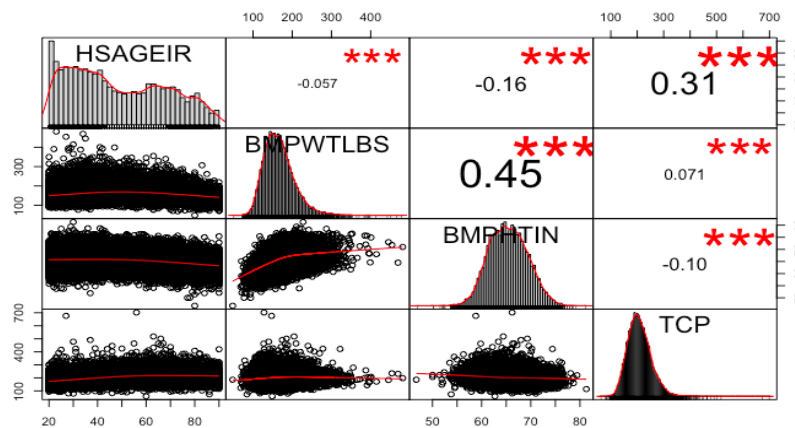 100 200 300 400 100 300 500 700
HSAGEIR *** *** ***
-0.057 -0.16 0.31
300 BMPWTLBS *** ***
100 0.45 0.071
BMPHTIN ***
-0.10
700 TCP
400
100
20 40 60 80 50 60 70 80